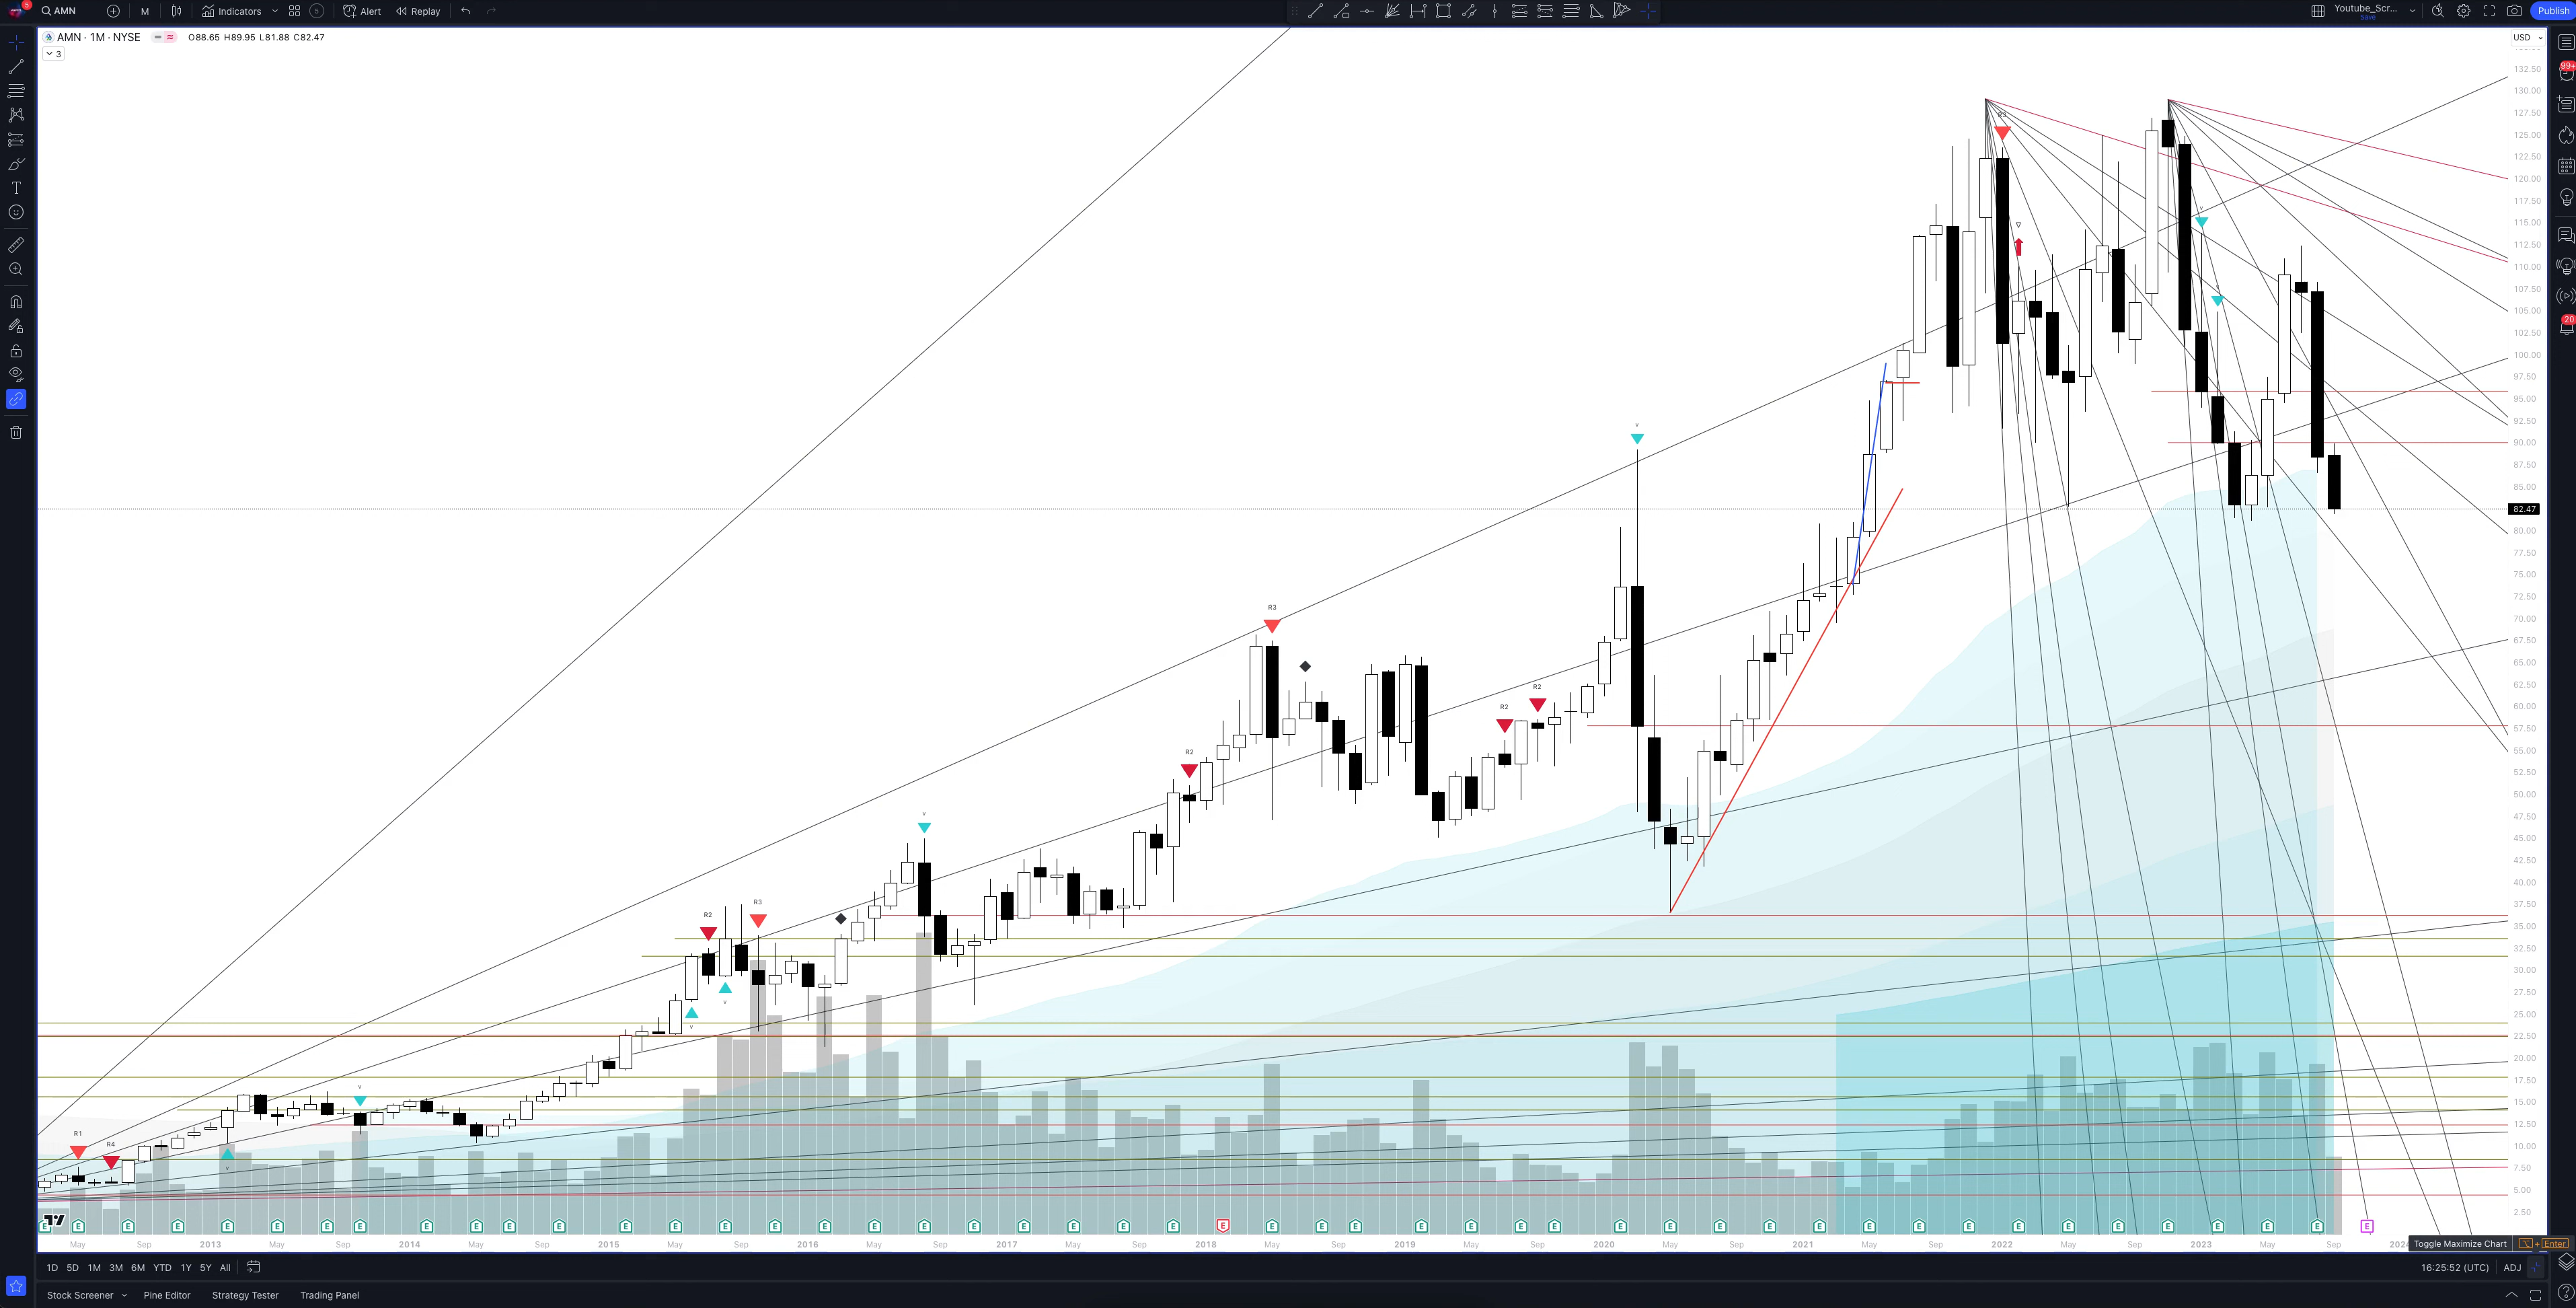 5
AMN M Indicators 5 Alert Replay Youtube_Scr... Save Publish
AMN · 1M · NYSE O88.65 H89.95 L81.88 C82.47 USD
3
132.50
99+
130.00
127.50
R3
125.00
122.50
120.00
117.50
v
115.00
112.50
110.00
107.50
105.00
102.50
20
100.00
97.50
95.00
92.50
v
90.00
87.50
85.00
82.47
80.00
77.50
75.00
72.50
R3
70.00
67.50
65.00
R2
62.50
R2
60.00
57.50
R2
55.00
52.50
50.00
47.50
v
45.00
42.50
40.00
R3
37.50
R2
35.00
32.50
v
30.00
27.50
v
25.00
22.50
20.00
17.50
v
15.00
R1
12.50
R4
10.00
v
7.50
5.00
2.50
E E E E E E E E E E E E E E E E E E E E E E E E E E E E E E E E E E E E E E E E E E E E E E E E
May Sep 2013 May Sep 2014 May Sep 2015 May Sep 2016 May Sep 2017 May Sep 2018 May Sep 2019 May Sep 2020 May Sep 2021 May Sep 2022 May Sep 2023 May Sep
Toggle Maximize Chart ⌥ + Enter
1D 5D 1M 3M 6M YTD 1Y 5Y All 16:25:52 (UTC) ADJ
Stock Screener Pine Editor Strategy Tester Trading Panel